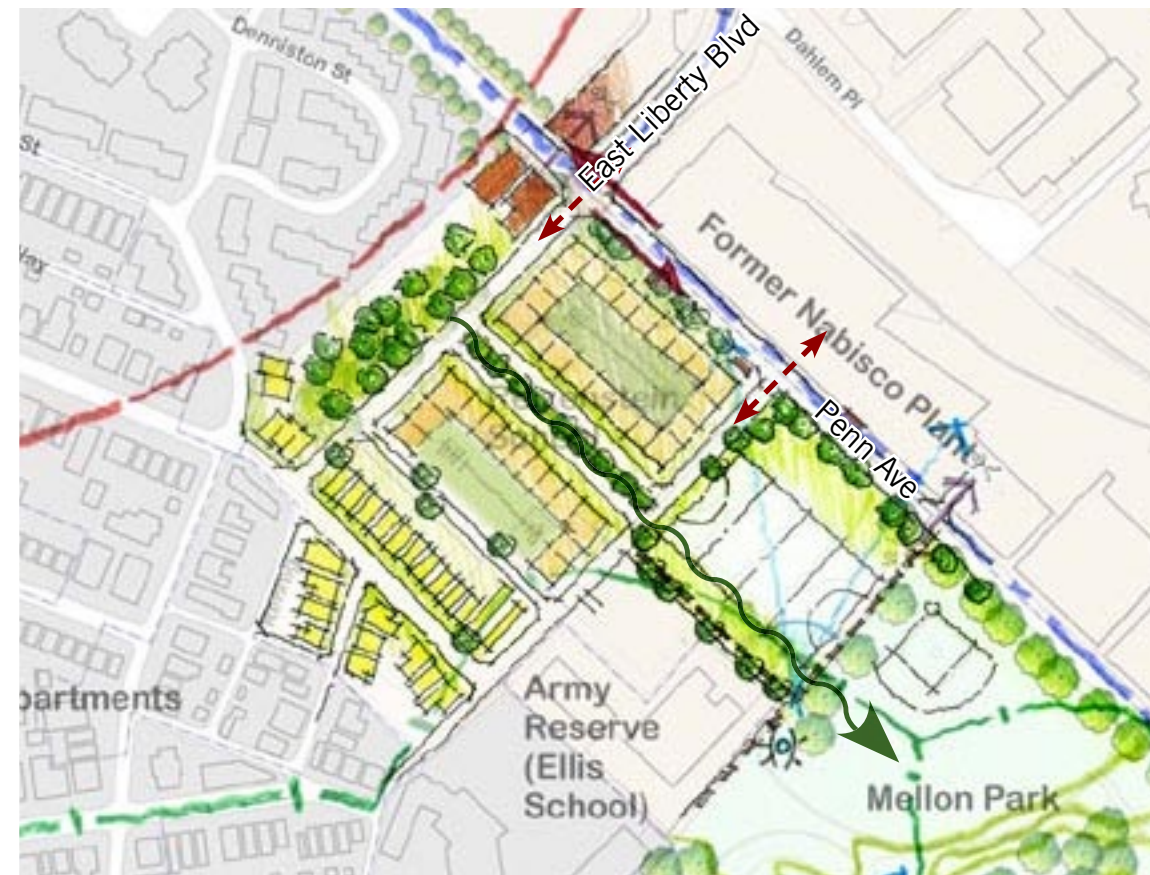 Denniston St
East Liberty Blvd
Dahlem Pl
St
Former Nabisco Plant
Penn Ave
partments
Army
Reserve
(Ellis
School)
Mellon Park